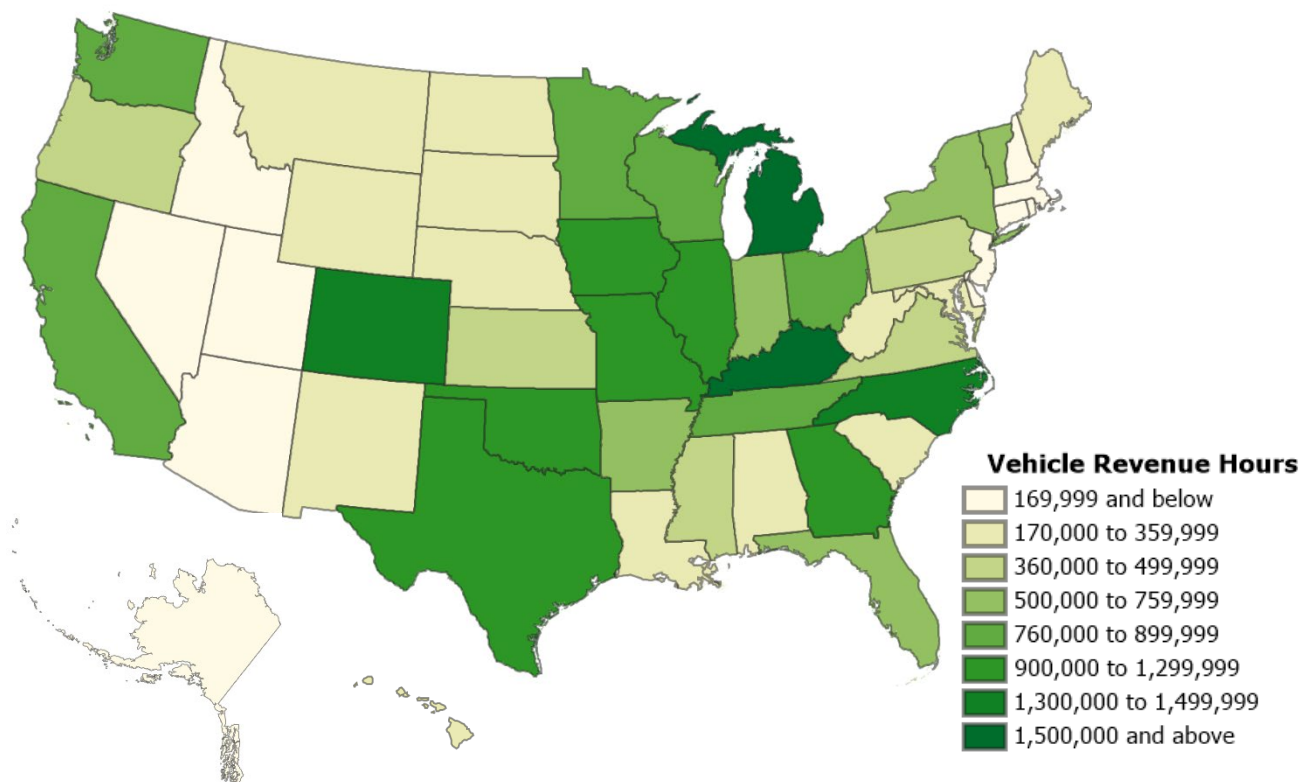 Vehicle Revenue Hours
169,999 and below
170,000 to 359,999
360,000 to 499,999
500,000 to 759,999
760,000 to 899,999
900,000 to 1,299,999
1,300,000 to 1,499,999
1,500,000 and above